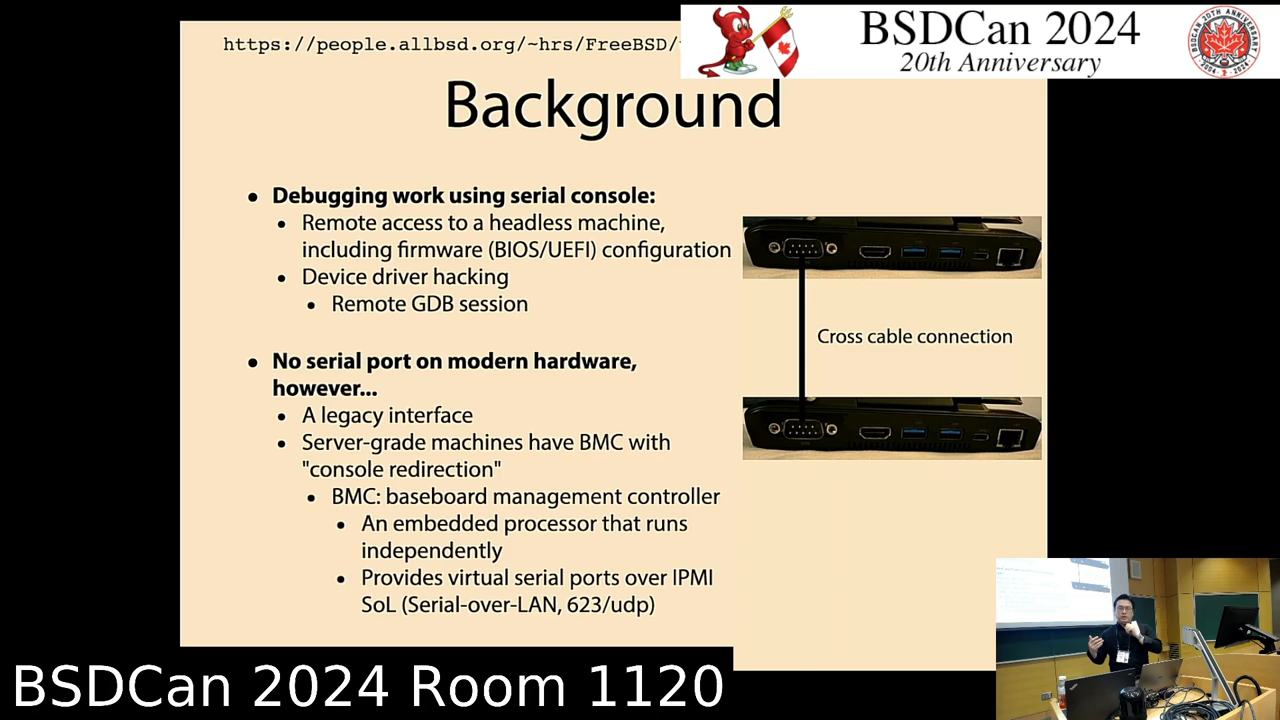 https://people.allbsd.org/~hrs/FreeBSD/
BSDCan 2024
20th Anniversary
Background
• Debugging work using serial console:
• Remote access to a headless machine,
including firmware (BIOS/UEFI) configuration
• Device driver hacking
• Remote GDB session
• No serial port on modern hardware,
however...
• A legacy interface
• Server-grade machines have BMC with
"console redirection"
• BMC: baseboard management controller
• An embedded processor that runs
independently
• Provides virtual serial ports over IPMI
SoL (Serial-over-LAN, 623/udp)
Cross cable connection
BSDCan 2024 Room 1120